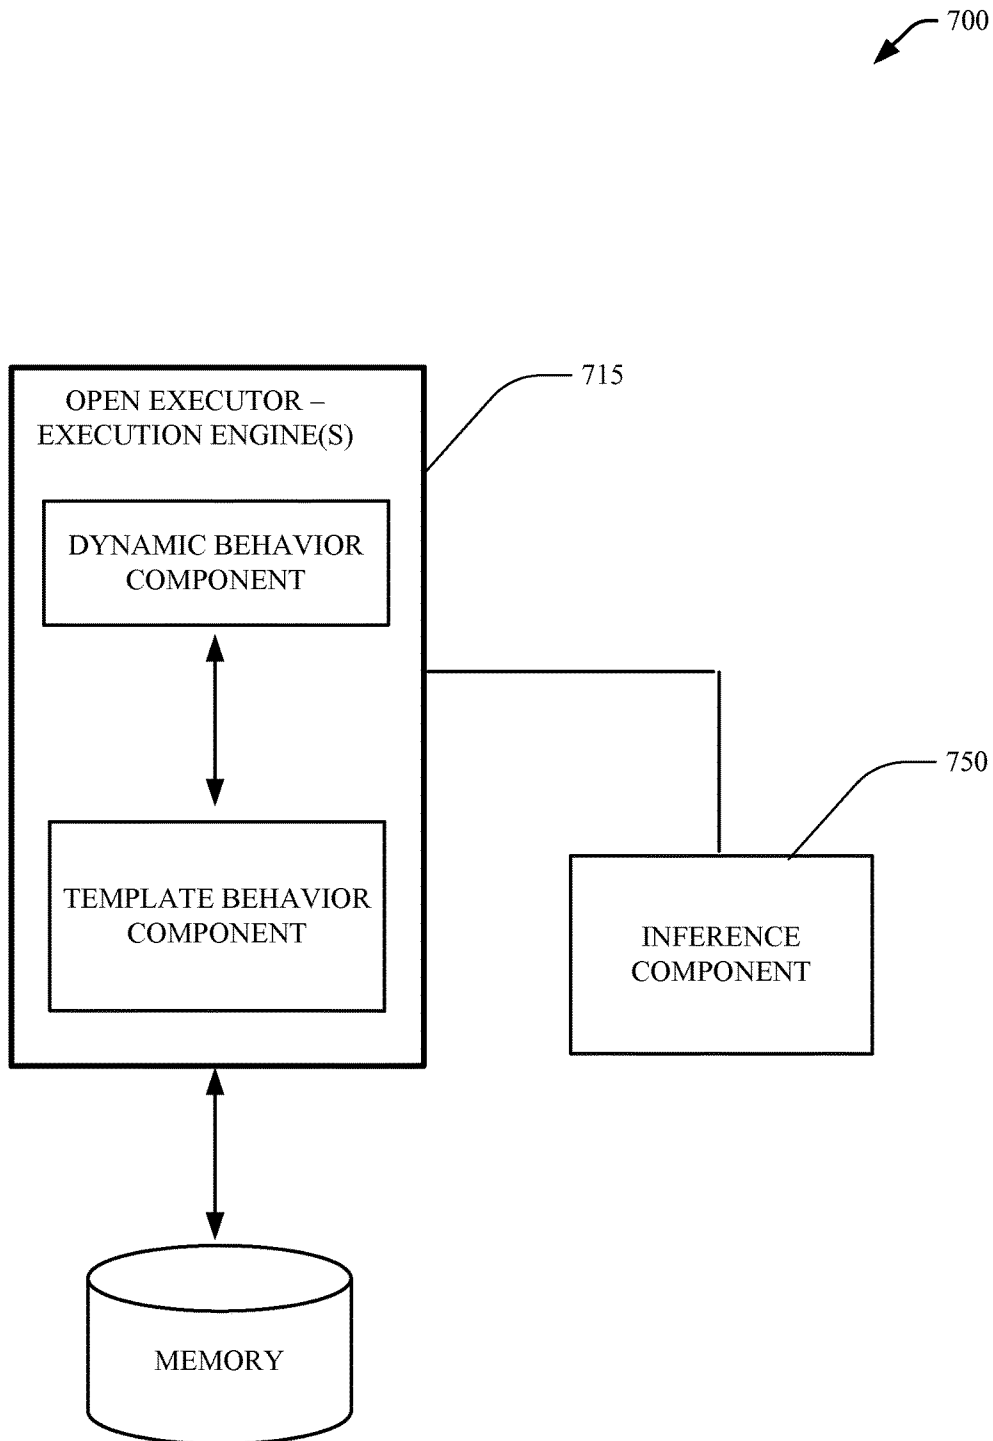 700
715
OPEN EXECUTOR –
EXECUTION ENGINE(S)
DYNAMIC BEHAVIOR
COMPONENT
750
TEMPLATE BEHAVIOR
COMPONENT
INFERENCE
COMPONENT
MEMORY